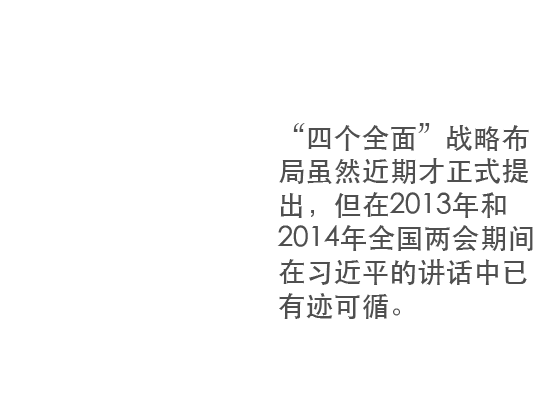 “四个全面”战略布
局虽然近期才正式提
出，但在2013年和
2014年全国两会期间
在习近平的讲话中已
有迹可循。